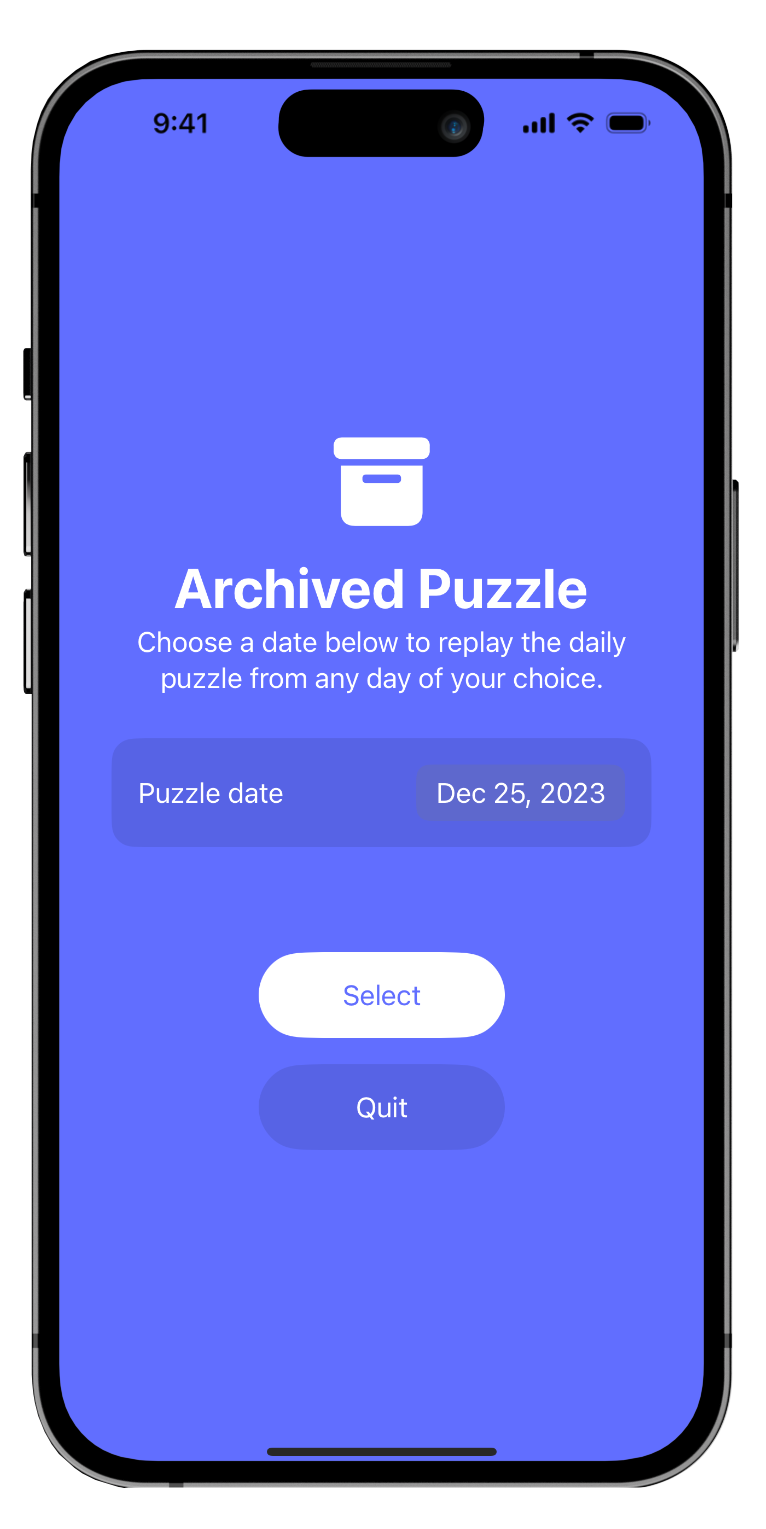 9:41
Archived Puzzle
Choose a date below to replay the daily
puzzle from any day of your choice.
Puzzle date Dec 25, 2023
Select
Quit